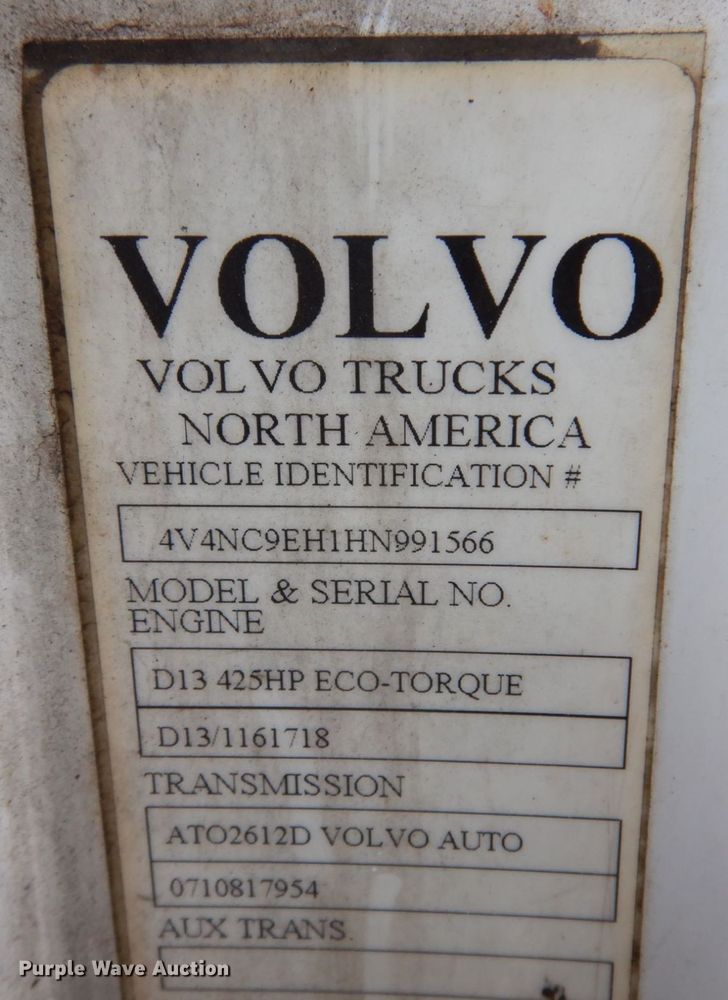 VOLVO
VOLVO TRUCKS
NORTH AMERICA
VEHICLE IDENTIFICATION #
4V4NC9EH1HN991566
MODEL & SERIAL NO.
ENGINE
D13 425HP ECO-TORQUE
D13/1161718
TRANSMISSION
ATO2612D VOLVO AUTO
0710817954
AUX TRANS.
Purple Wave Auction